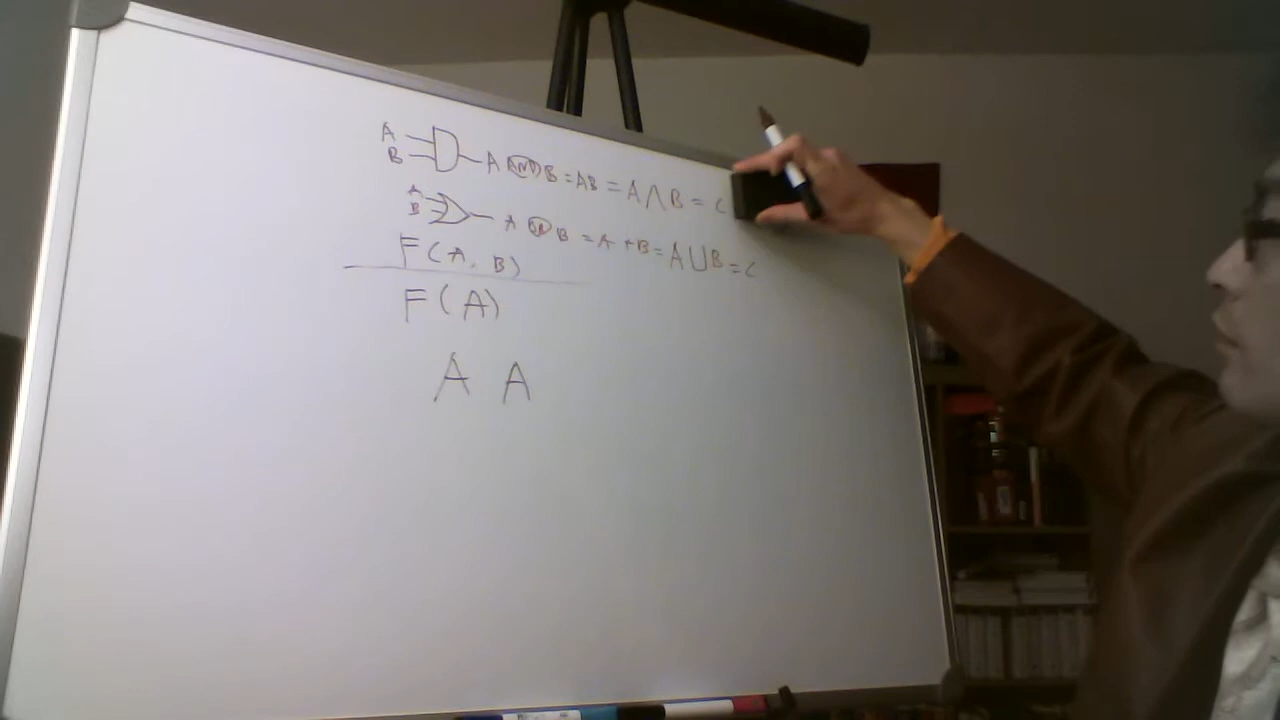 A
B
A AND B = AB = A ∧ B = C
A
B
A OR B = A + B = A ∪ B = C
F(A, B)
F(A)
A A